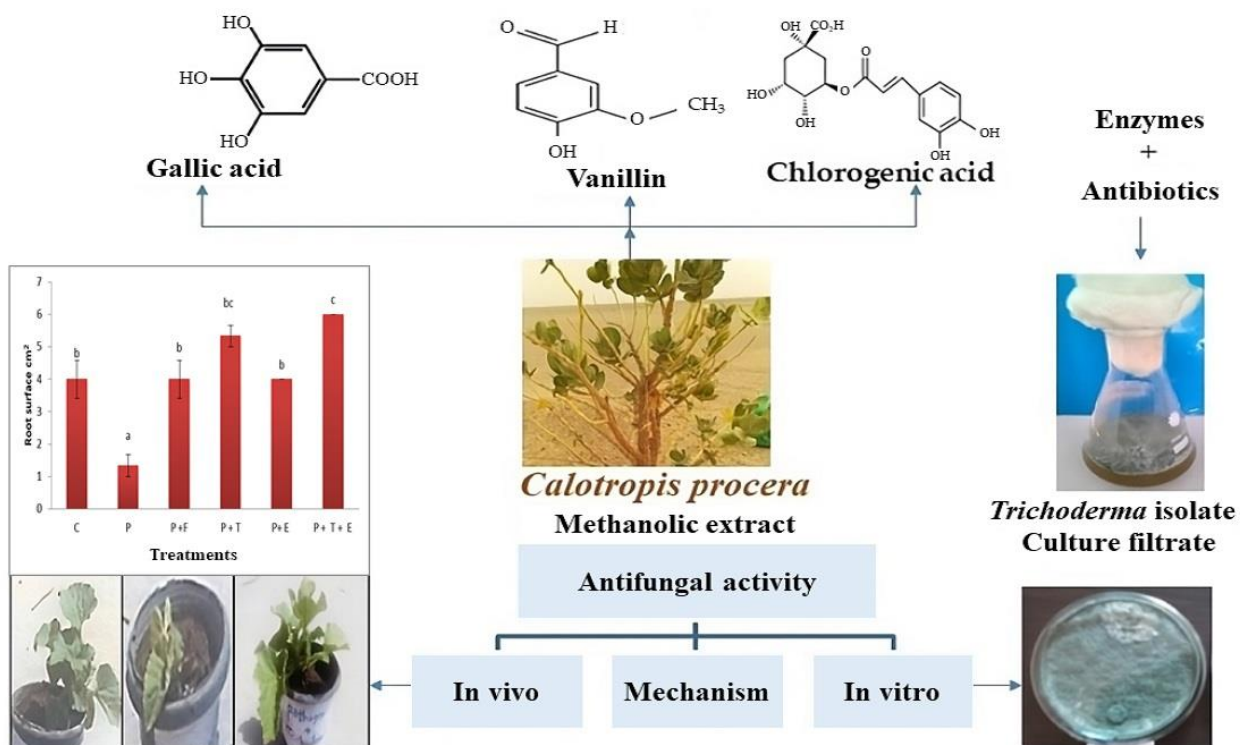 HO
HO
HO
COOH
Gallic acid
O
H
O
CH₃
OH
Vanillin
OH
CO₂H
HO
HO
OH
O
O
OH
OH
Chlorogenic acid
Enzymes
+
Antibiotics
Trichoderma isolate
Culture filtrate
Calotropis procera
Methanolic extract
Antifungal activity
In vivo
Mechanism
In vitro
Root surface cm²
7
6
5
4
3
2
1
0
b
a
b
bc
b
c
C
P
P+F
P+T
P+E
P+ T+ E
Treatments